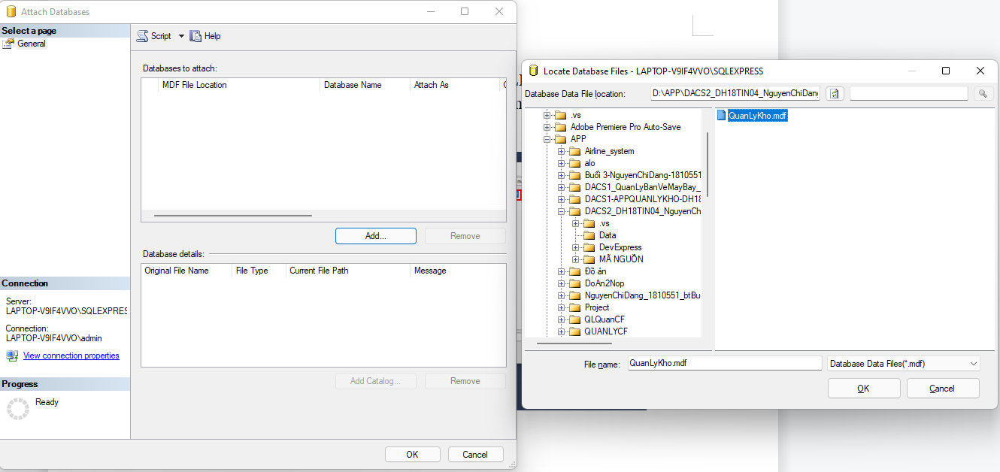 Attach Databases
Select a page
General
Script
Help
Databases to attach:
MDF File Location
Database Name
Attach As
Add...
Remove
Database details:
Original File Name
File Type
Current File Path
Message
Add Catalog...
Remove
Connection
Server:
LAPTOP-V9IF4VVO\SQLEXPRES
Connection:
LAPTOP-V9IF4VVO\admin
View connection properties
Progress
Ready
OK
Cancel
Locate Database Files - LAPTOP-V9IF4VVO\SQLEXPRESS
Database Data File location:
D:\APP\DACS2_DH18TIN04_NguyenChiDang
.vs
Adobe Premiere Pro Auto-Save
APP
Airline_system
alo
Buổi 3-NguyenChiDang-1810551
DACS1_QuanLyBanVeMayBay_
DACS1-APPQUANLYKHO-DH18
DACS2_DH18TIN04_NguyenCh
.vs
Data
DevExpress
MÃ NGUỒN
Đồ án
DoAn2Nop
NguyenChiDang_1810551_btBu
Project
QLQuanCF
QUANLYCF
QuanLyKho.mdf
File name:
QuanLyKho.mdf
Database Data Files(*.mdf)
OK
Cancel